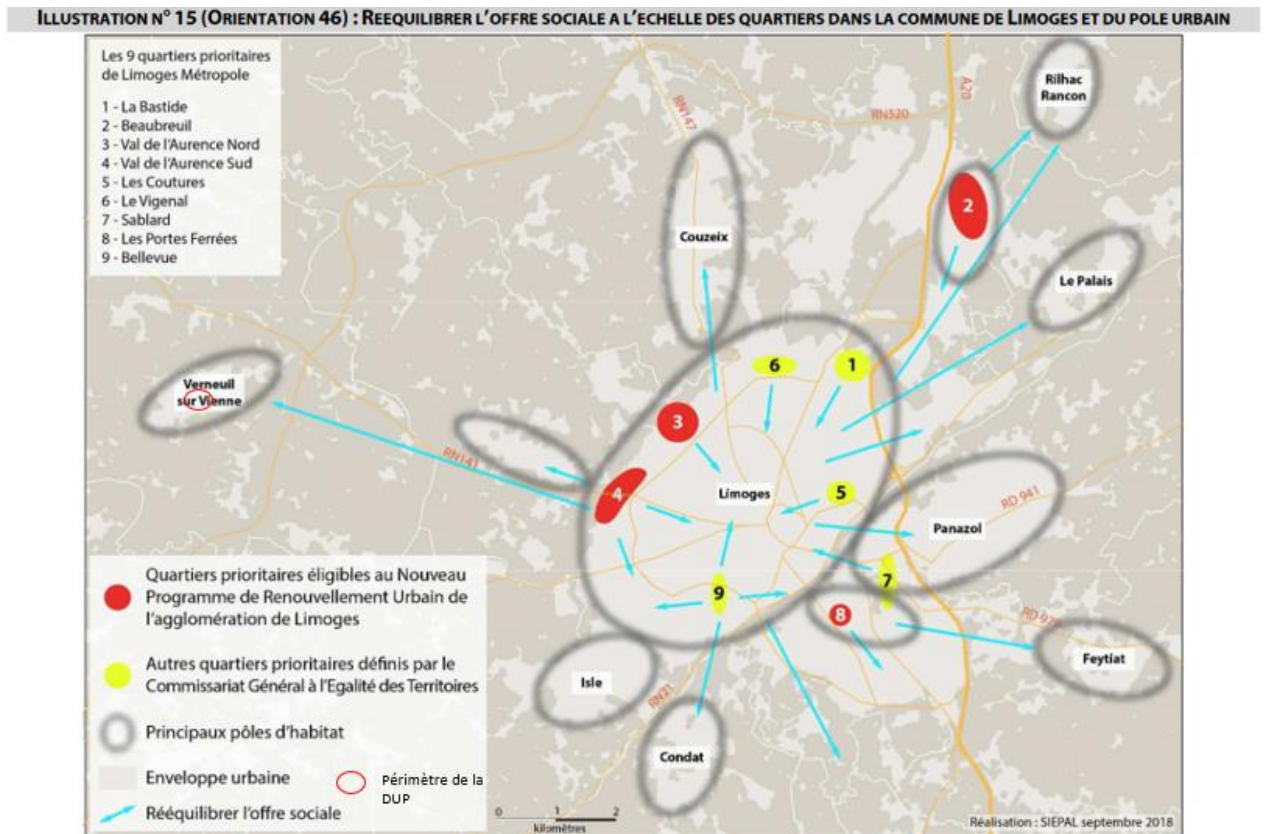 ILLUSTRATION N° 15 (ORIENTATION 46) : REEQUILIBRER L'OFFRE SOCIALE A L'ECHELLE DES QUARTIERS DANS LA COMMUNE DE LIMOGES ET DU POLE URBAIN
Les 9 quartiers prioritaires
de Limoges Métropole
1 - La Bastide
2 - Beaubreuil
3 - Val de l'Aurence Nord
4 - Val de l'Aurence Sud
5 - Les Coutures
6 - Le Vigenal
7 - Sablard
8 - Les Portes Ferrées
9 - Bellevue
RN147
RN520
A20
Rilhac
Rancon
2
Couzeix
Le Palais
6
1
Verneuil
sur Vienne
3
RN141
4
Limoges
5
RD 941
Panazol
7
9
8
Feytiat
Isle
RN21
Condat
Quartiers prioritaires éligibles au Nouveau
Programme de Renouvellement Urbain de
l'agglomération de Limoges
Autres quartiers prioritaires définis par le
Commissariat Général à l'Egalité des Territoires
Principaux pôles d'habitat
Enveloppe urbaine
Périmètre de la
DUP
Rééquilibrer l'offre sociale
0 1 2
kilomètres
Réalisation : SIEPAL septembre 2018